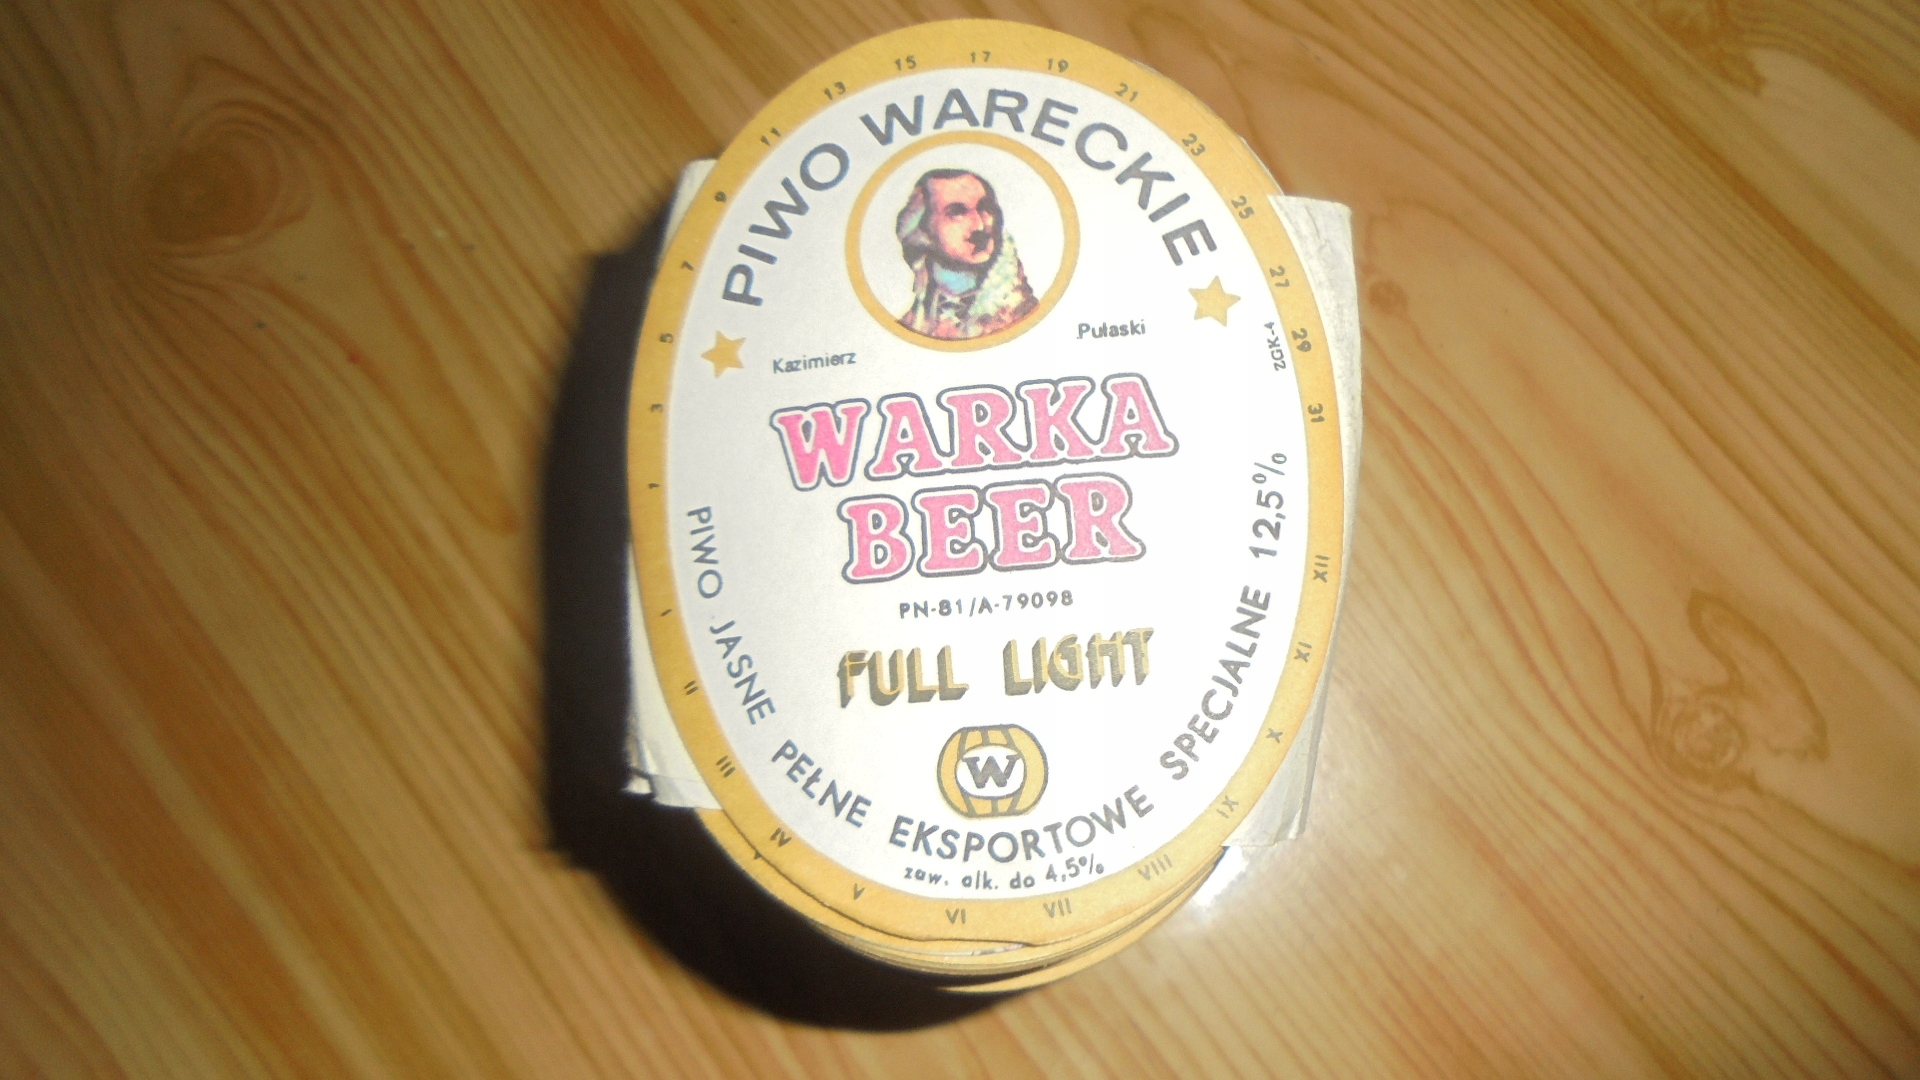 1 3 5 7 9 11 13 15 17 19 21 23 25 27 29 31
PIWO WARECKIE
Kazimierz Pułaski
ZGK-4
WARKA
BEER
PN-81/A-79098
FULL LIGHT
W
PIWO JASNE PEŁNE EKSPORTOWE SPECJALNE 12,5%
zaw. alk. do 4,5%
I II III IV V VI VII VIII IX X XI XII